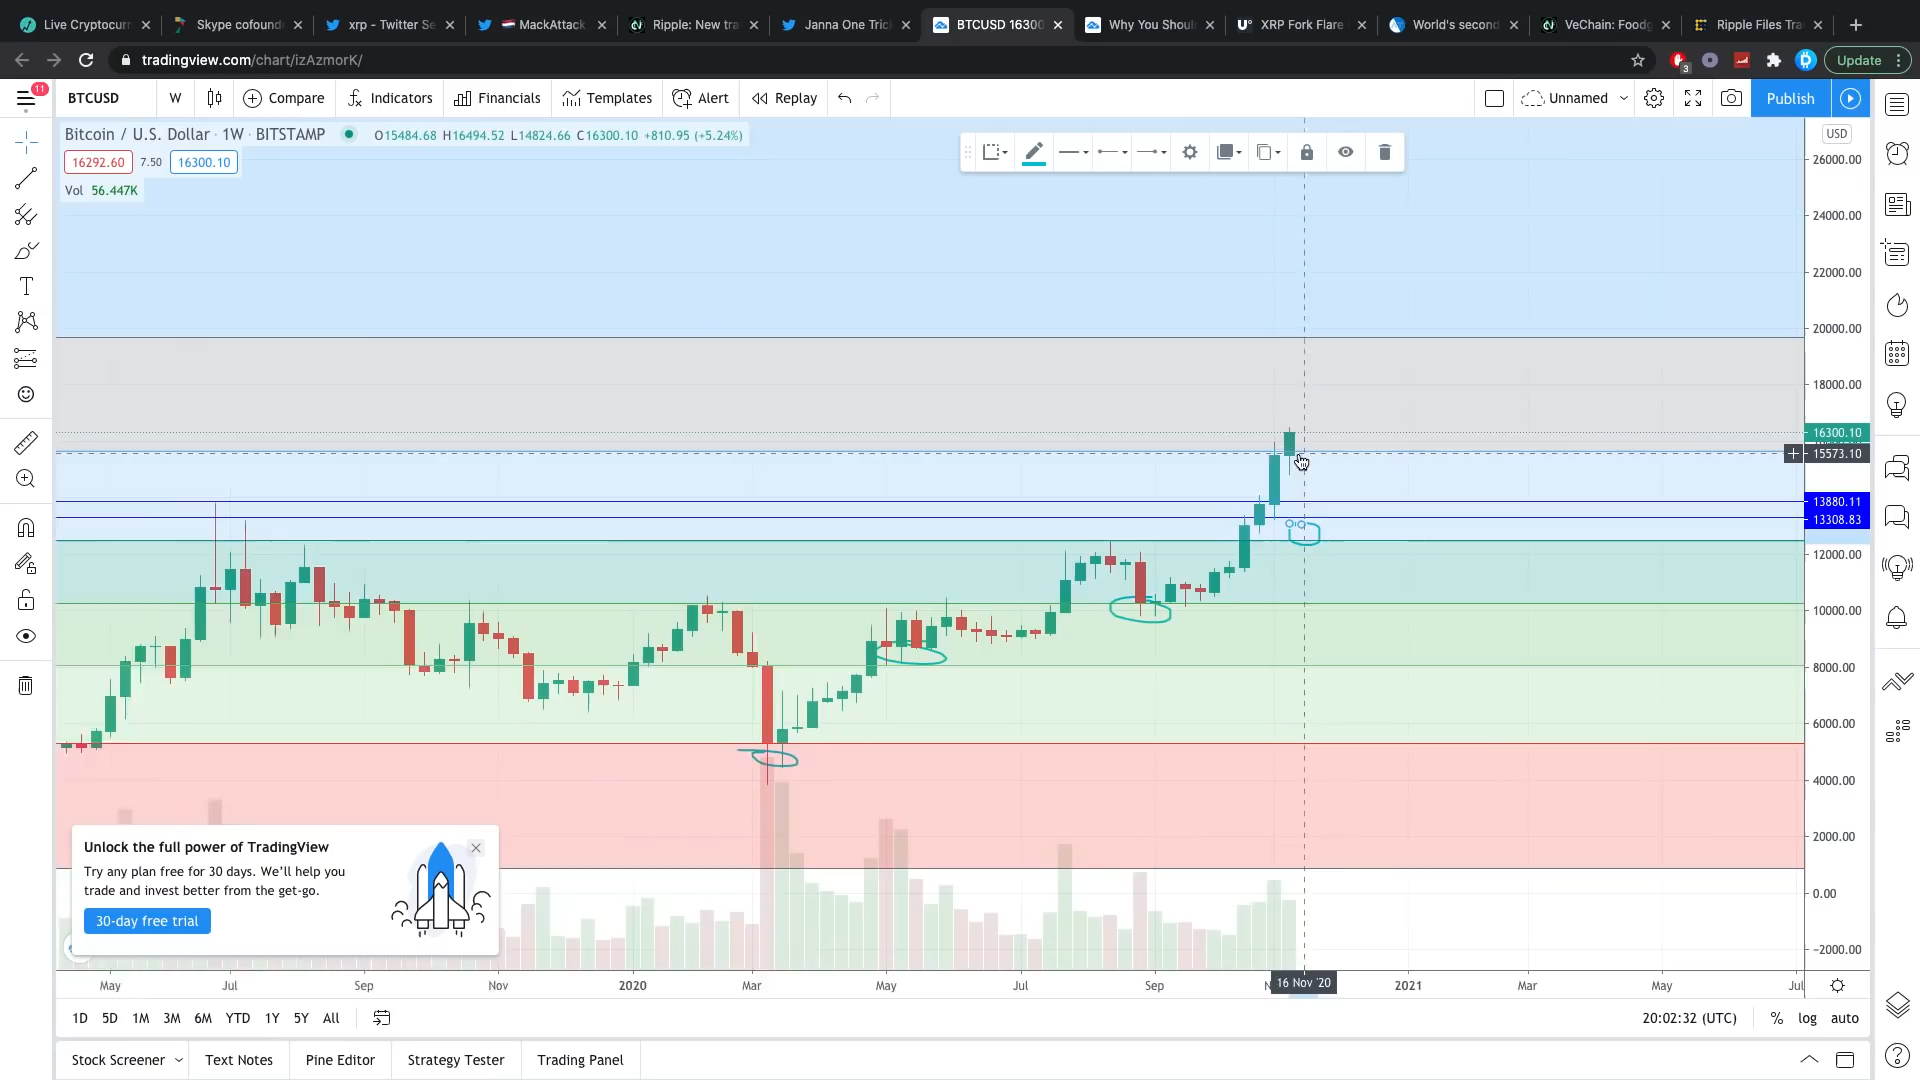 Live Cryptocurr
Skype cofound
xrp - Twitter Se
MackAttack
Ripple: New tra
Janna One Tric
BTCUSD 16300
Why You Shoul
XRP Fork Flare
World's second
VeChain: Foodg
Ripple Files Tra
tradingview.com/chart/izAzmorK/
3
Update
11
BTCUSD
W
Compare
Indicators
Financials
Templates
Alert
Replay
Unnamed
Publish
Bitcoin / U.S. Dollar · 1W · BITSTAMP
O15484.68 H16494.52 L14824.66 C16300.10 +810.95 (+5.24%)
16292.60 7.50 16300.10
Vol 56.447K
USD
26000.00
24000.00
22000.00
20000.00
18000.00
16300.10
15573.10
13880.11
13308.83
12000.00
10000.00
8000.00
6000.00
4000.00
2000.00
0.00
−2000.00
Unlock the full power of TradingView
Try any plan free for 30 days. We'll help you
trade and invest better from the get-go.
30-day free trial
May Jul Sep Nov 2020 Mar May Jul Sep 16 Nov '20 2021 Mar May Jul
1D 5D 1M 3M 6M YTD 1Y 5Y All
20:02:32 (UTC) % log auto
Stock Screener Text Notes Pine Editor Strategy Tester Trading Panel